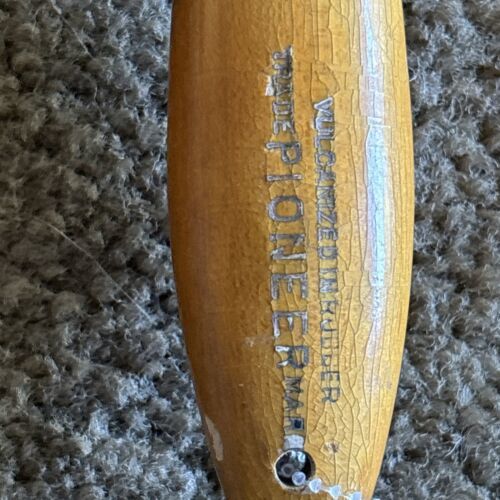 TRADE PIONEER MARK
VULCANIZED IN RUBBER